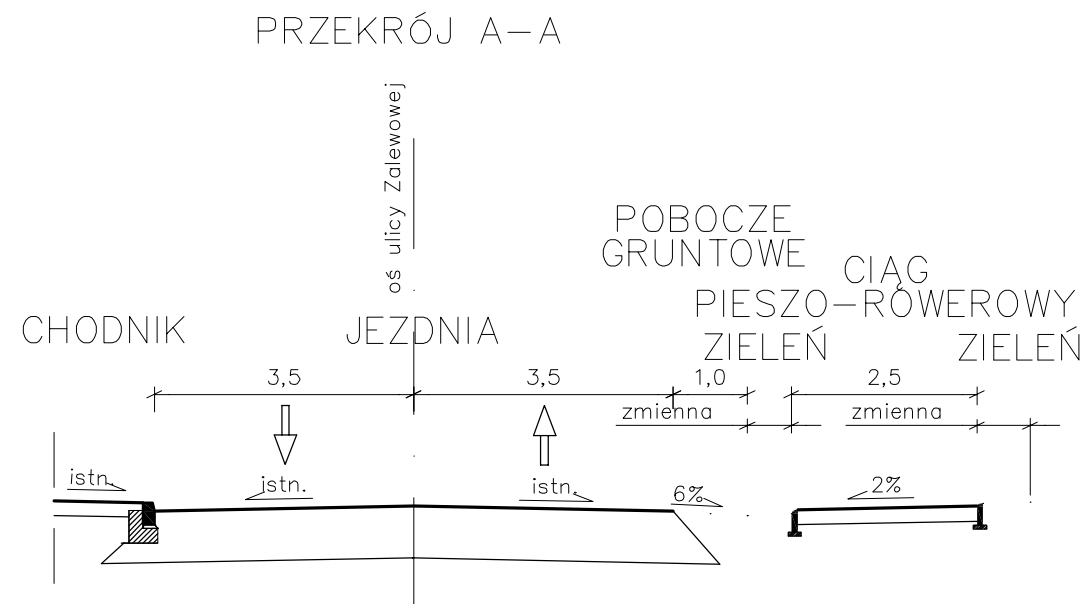 PRZEKRÓJ A–A
oś ulicy Zalewowej
POBOCZE
GRUNTOWE
CIĄG
PIESZO–ROWEROWY
CHODNIK
JEZDNIA
ZIELEŃ
ZIELEŃ
3,5
3,5
1,0
2,5
zmienna
zmienna
istn.
istn.
istn.
6%
2%